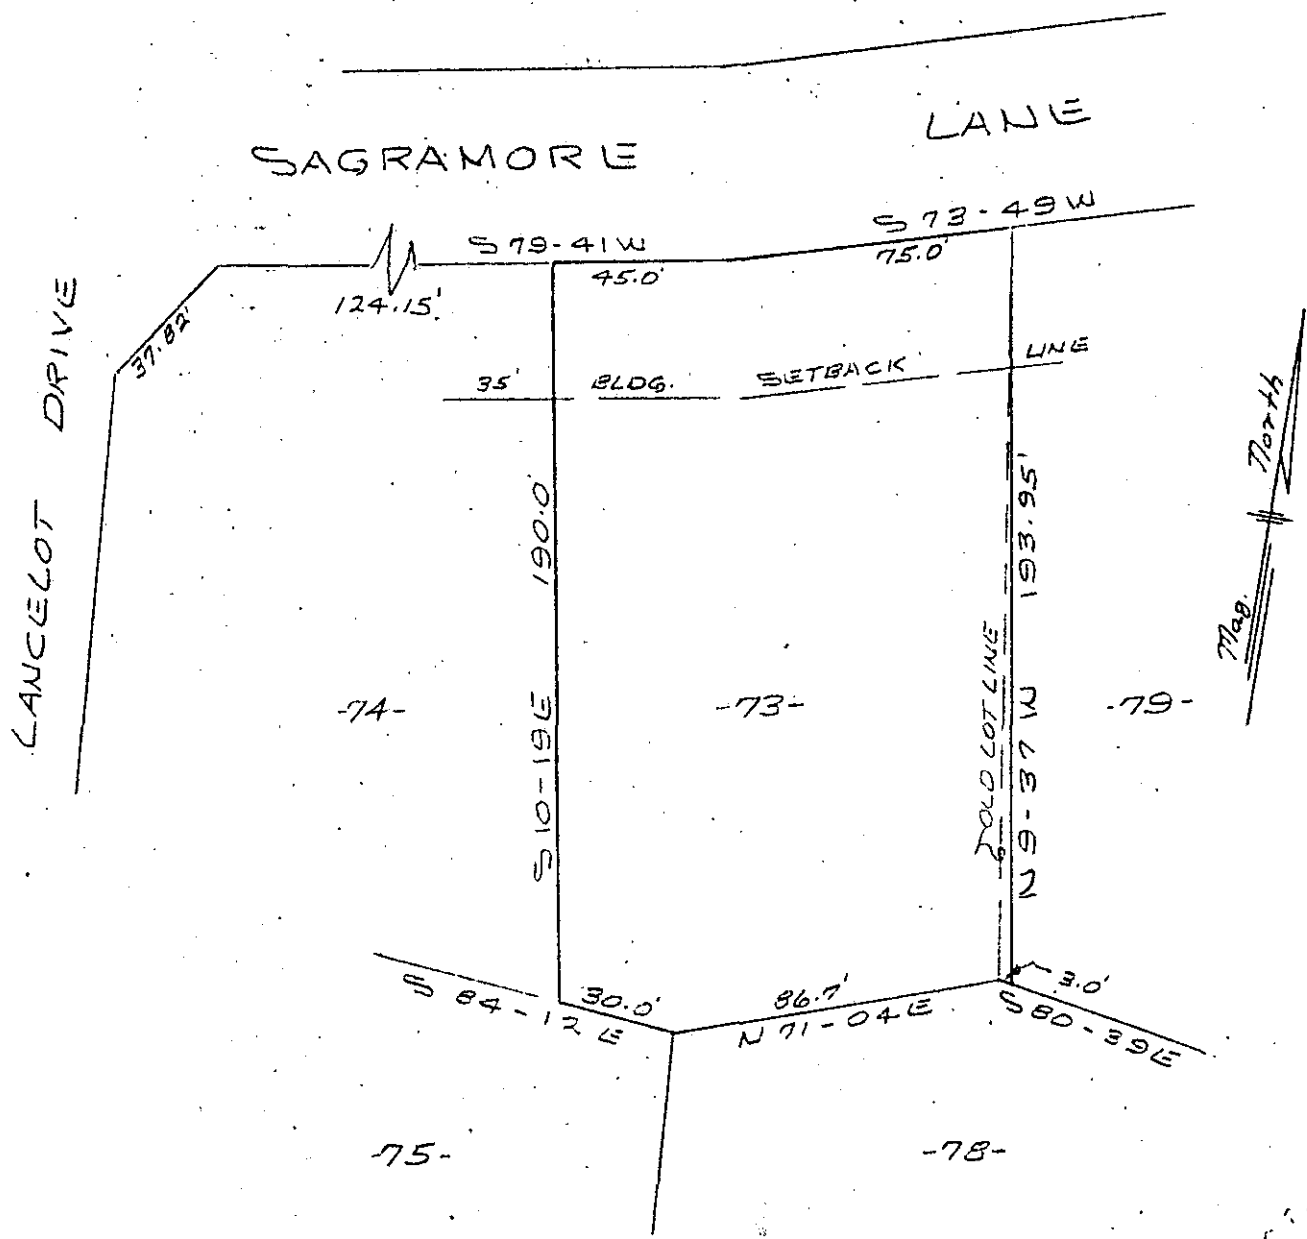 SAGRAMORE LANE
LANCELOT DRIVE
S 79-41 W
S 73-49 W
37.82'
124.15'
45.0'
75.0'
35' BLDG. SETBACK LINE
S 10-19 E 190.0'
OLD LOT LINE
N 9-37 W 193.95'
Mag. North
-74-
-73-
-79-
S 84-12 E
30.0'
86.7'
N 71-04 E
3.0'
S 80-39 E
-75-
-78-